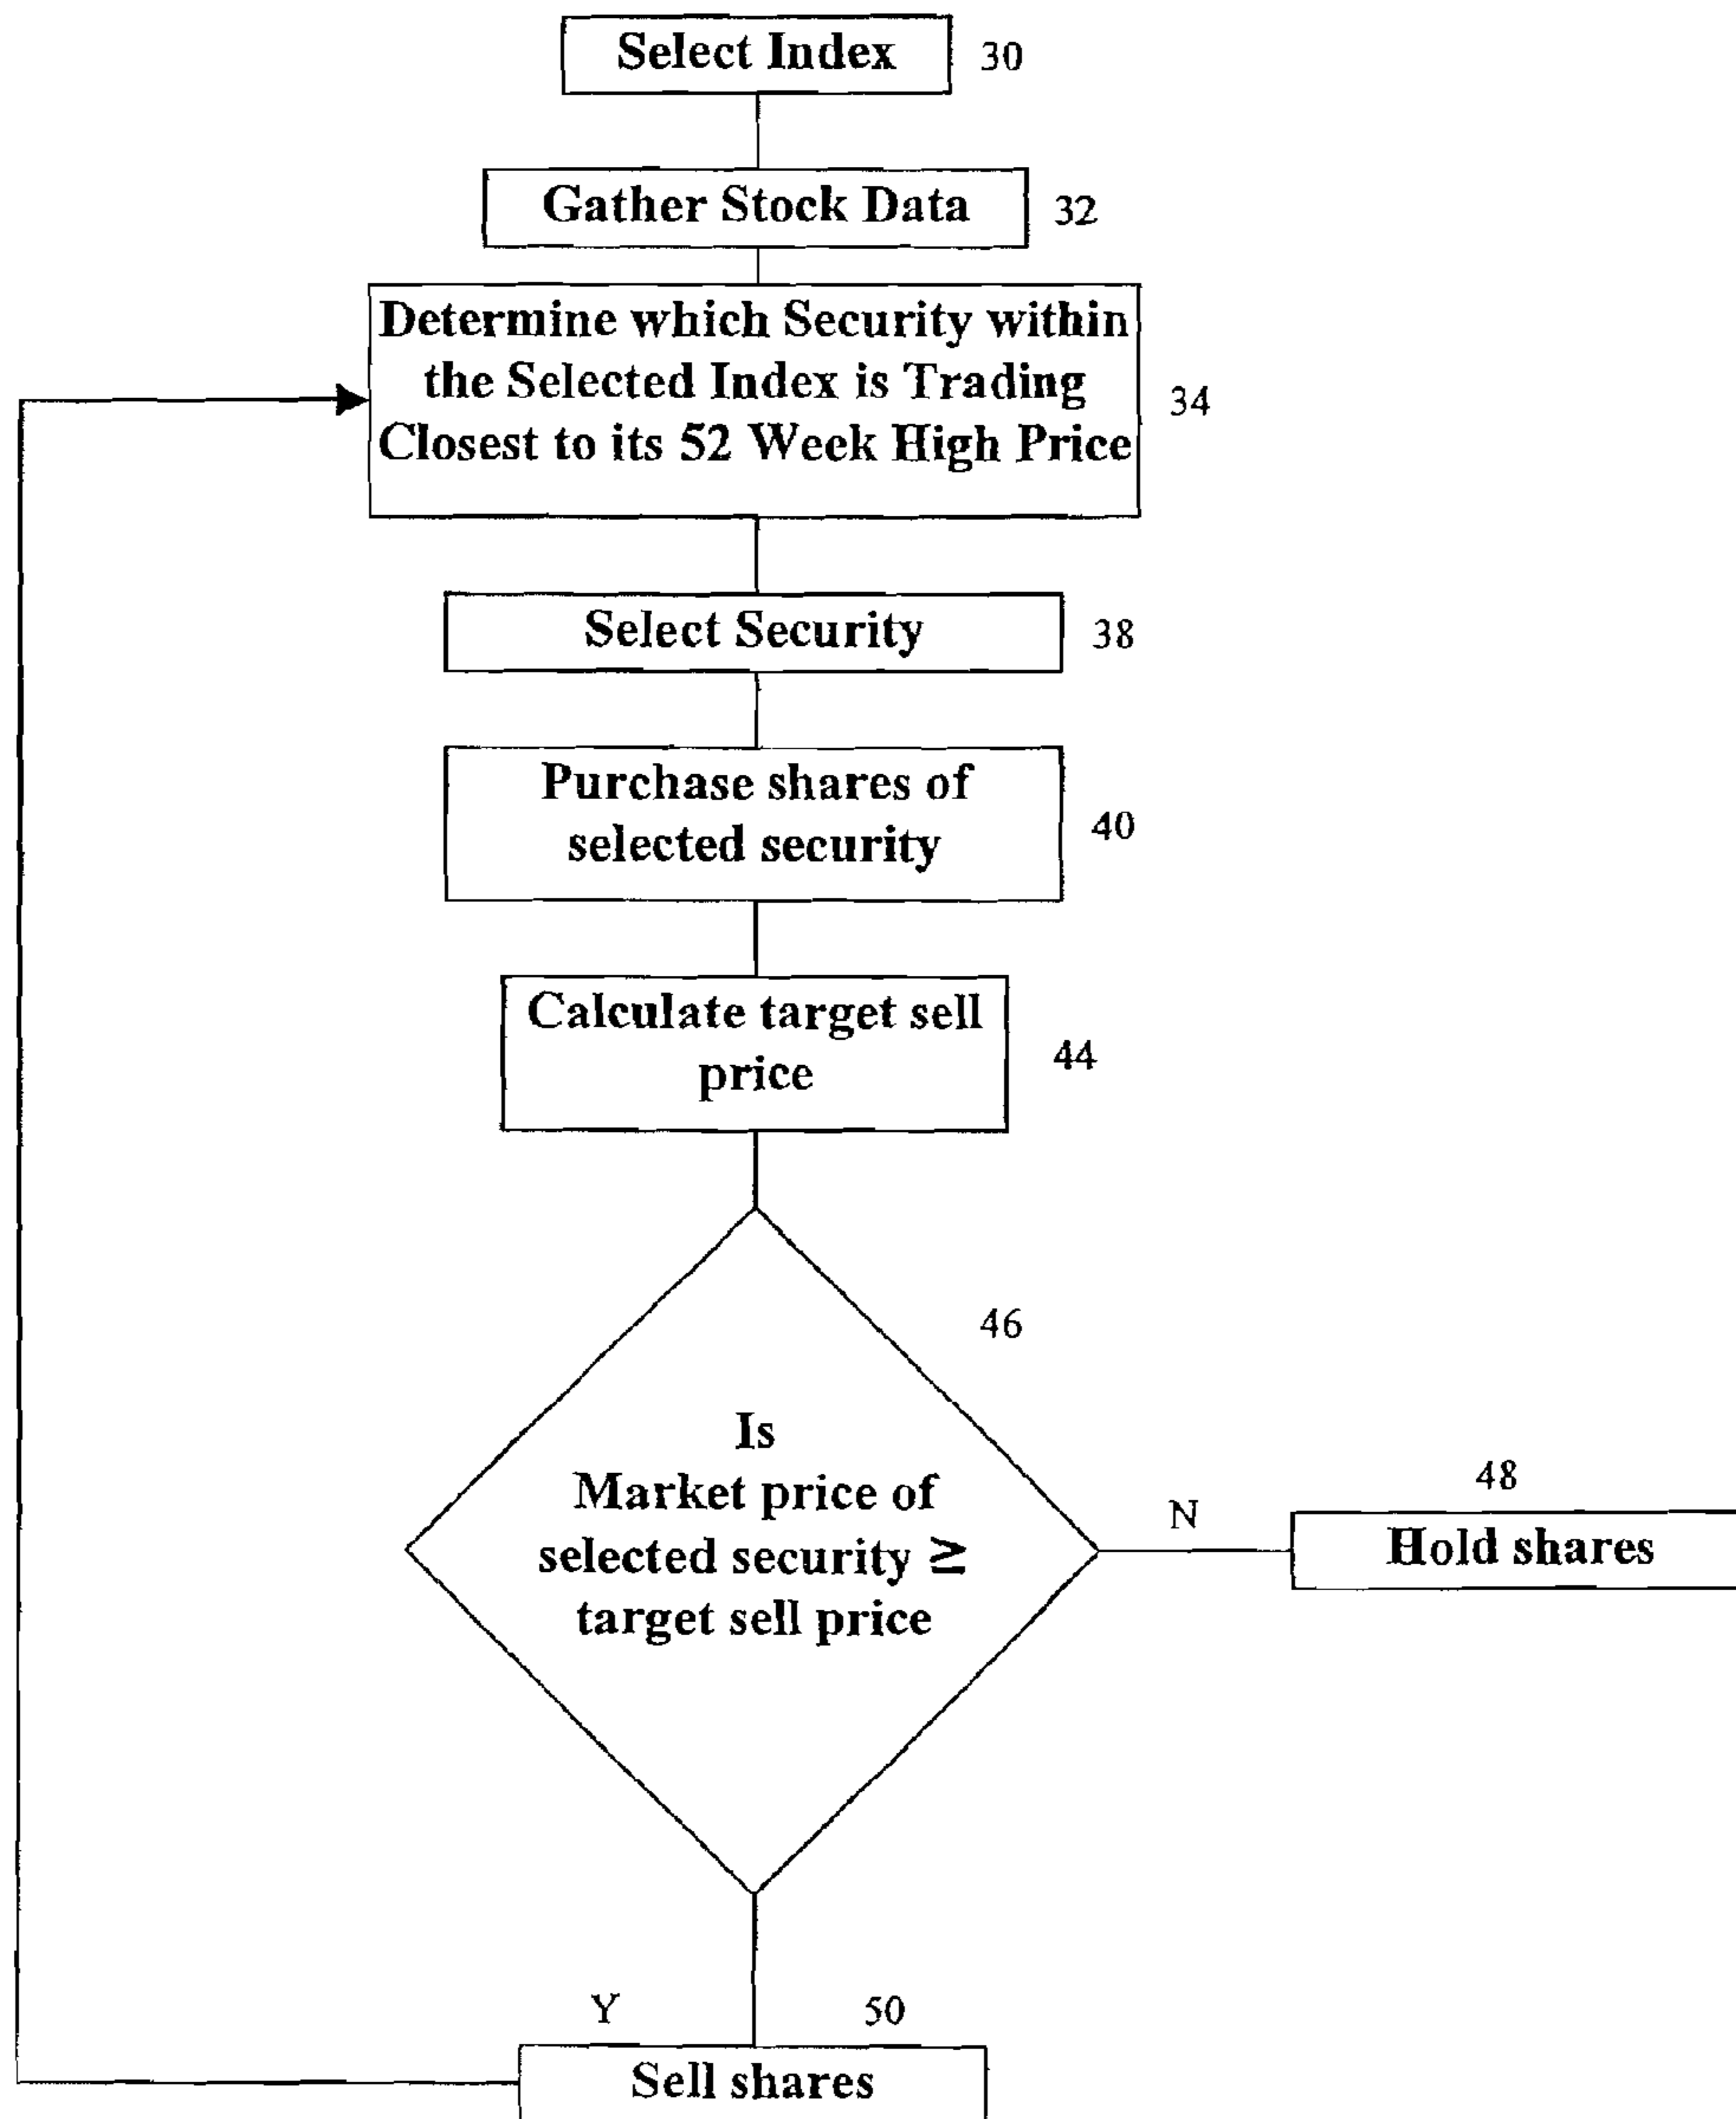 Select Index
30
Gather Stock Data
32
Determine which Security within
the Selected Index is Trading
Closest to its 52 Week High Price
34
Select Security
38
Purchase shares of
selected security
40
Calculate target sell
price
44
46
Is
Market price of
selected security ≥
target sell price
N
48
Hold shares
Y
50
Sell shares